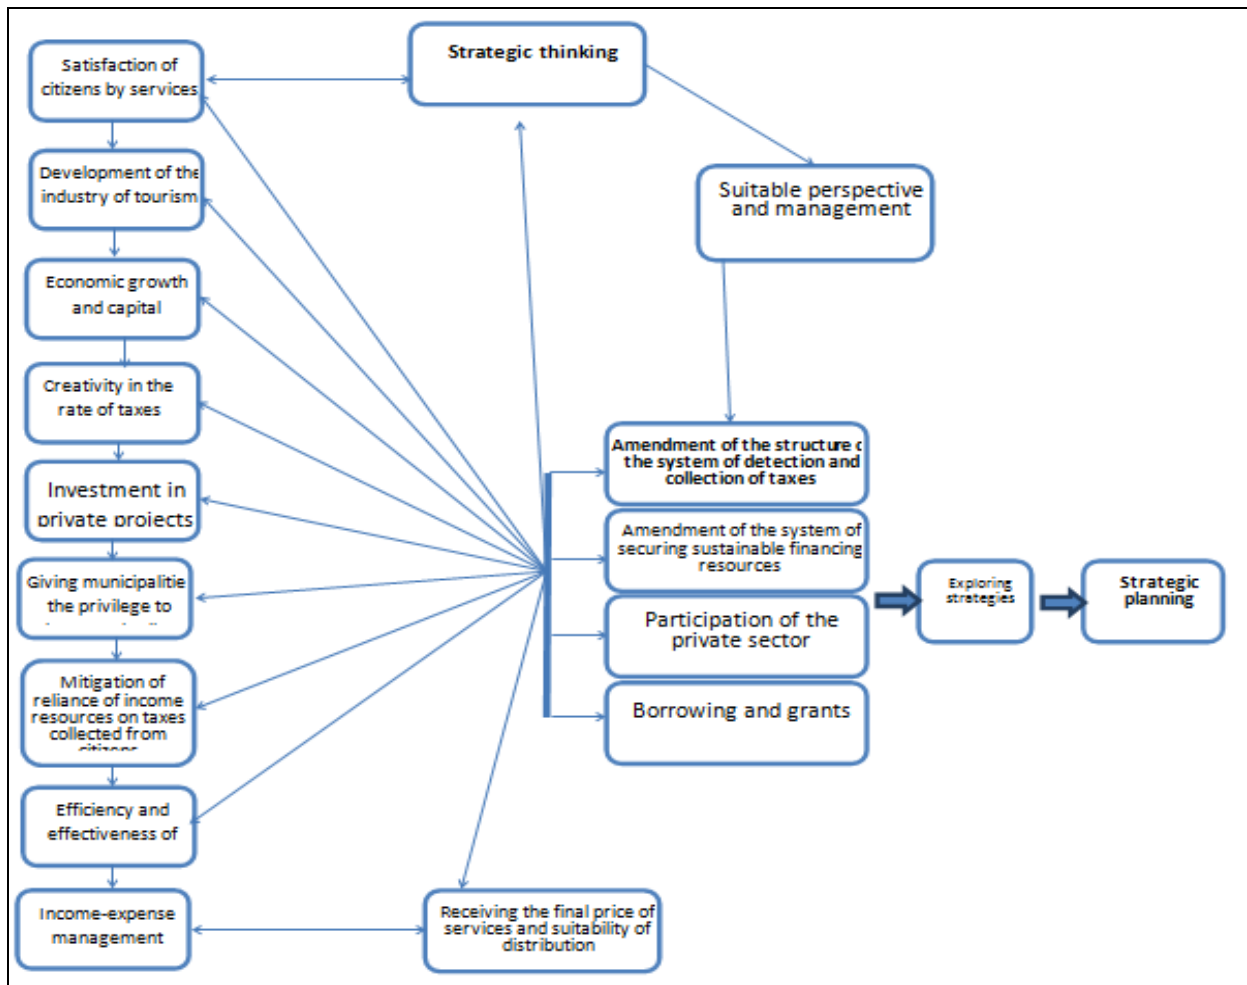 Strategic thinking
Satisfaction of
citizens by services
Development of the
industry of tourism
Suitable perspective
and management
Economic growth
and capital
Creativity in the
rate of taxes
Amendment of the structure
the system of detection and
collection of taxes
Investment in
private projects
Amendment of the system of
securing sustainable financing
resources
Giving municipalitie
the privilege to
Exploring
strategies
Strategic
planning
Participation of the
private sector
Mitigation of
reliance of income
resources on taxes
collected from
citizens
Borrowing and grants
Efficiency and
effectiveness of
Income-expense
management
Receiving the final price of
services and suitability of
distribution